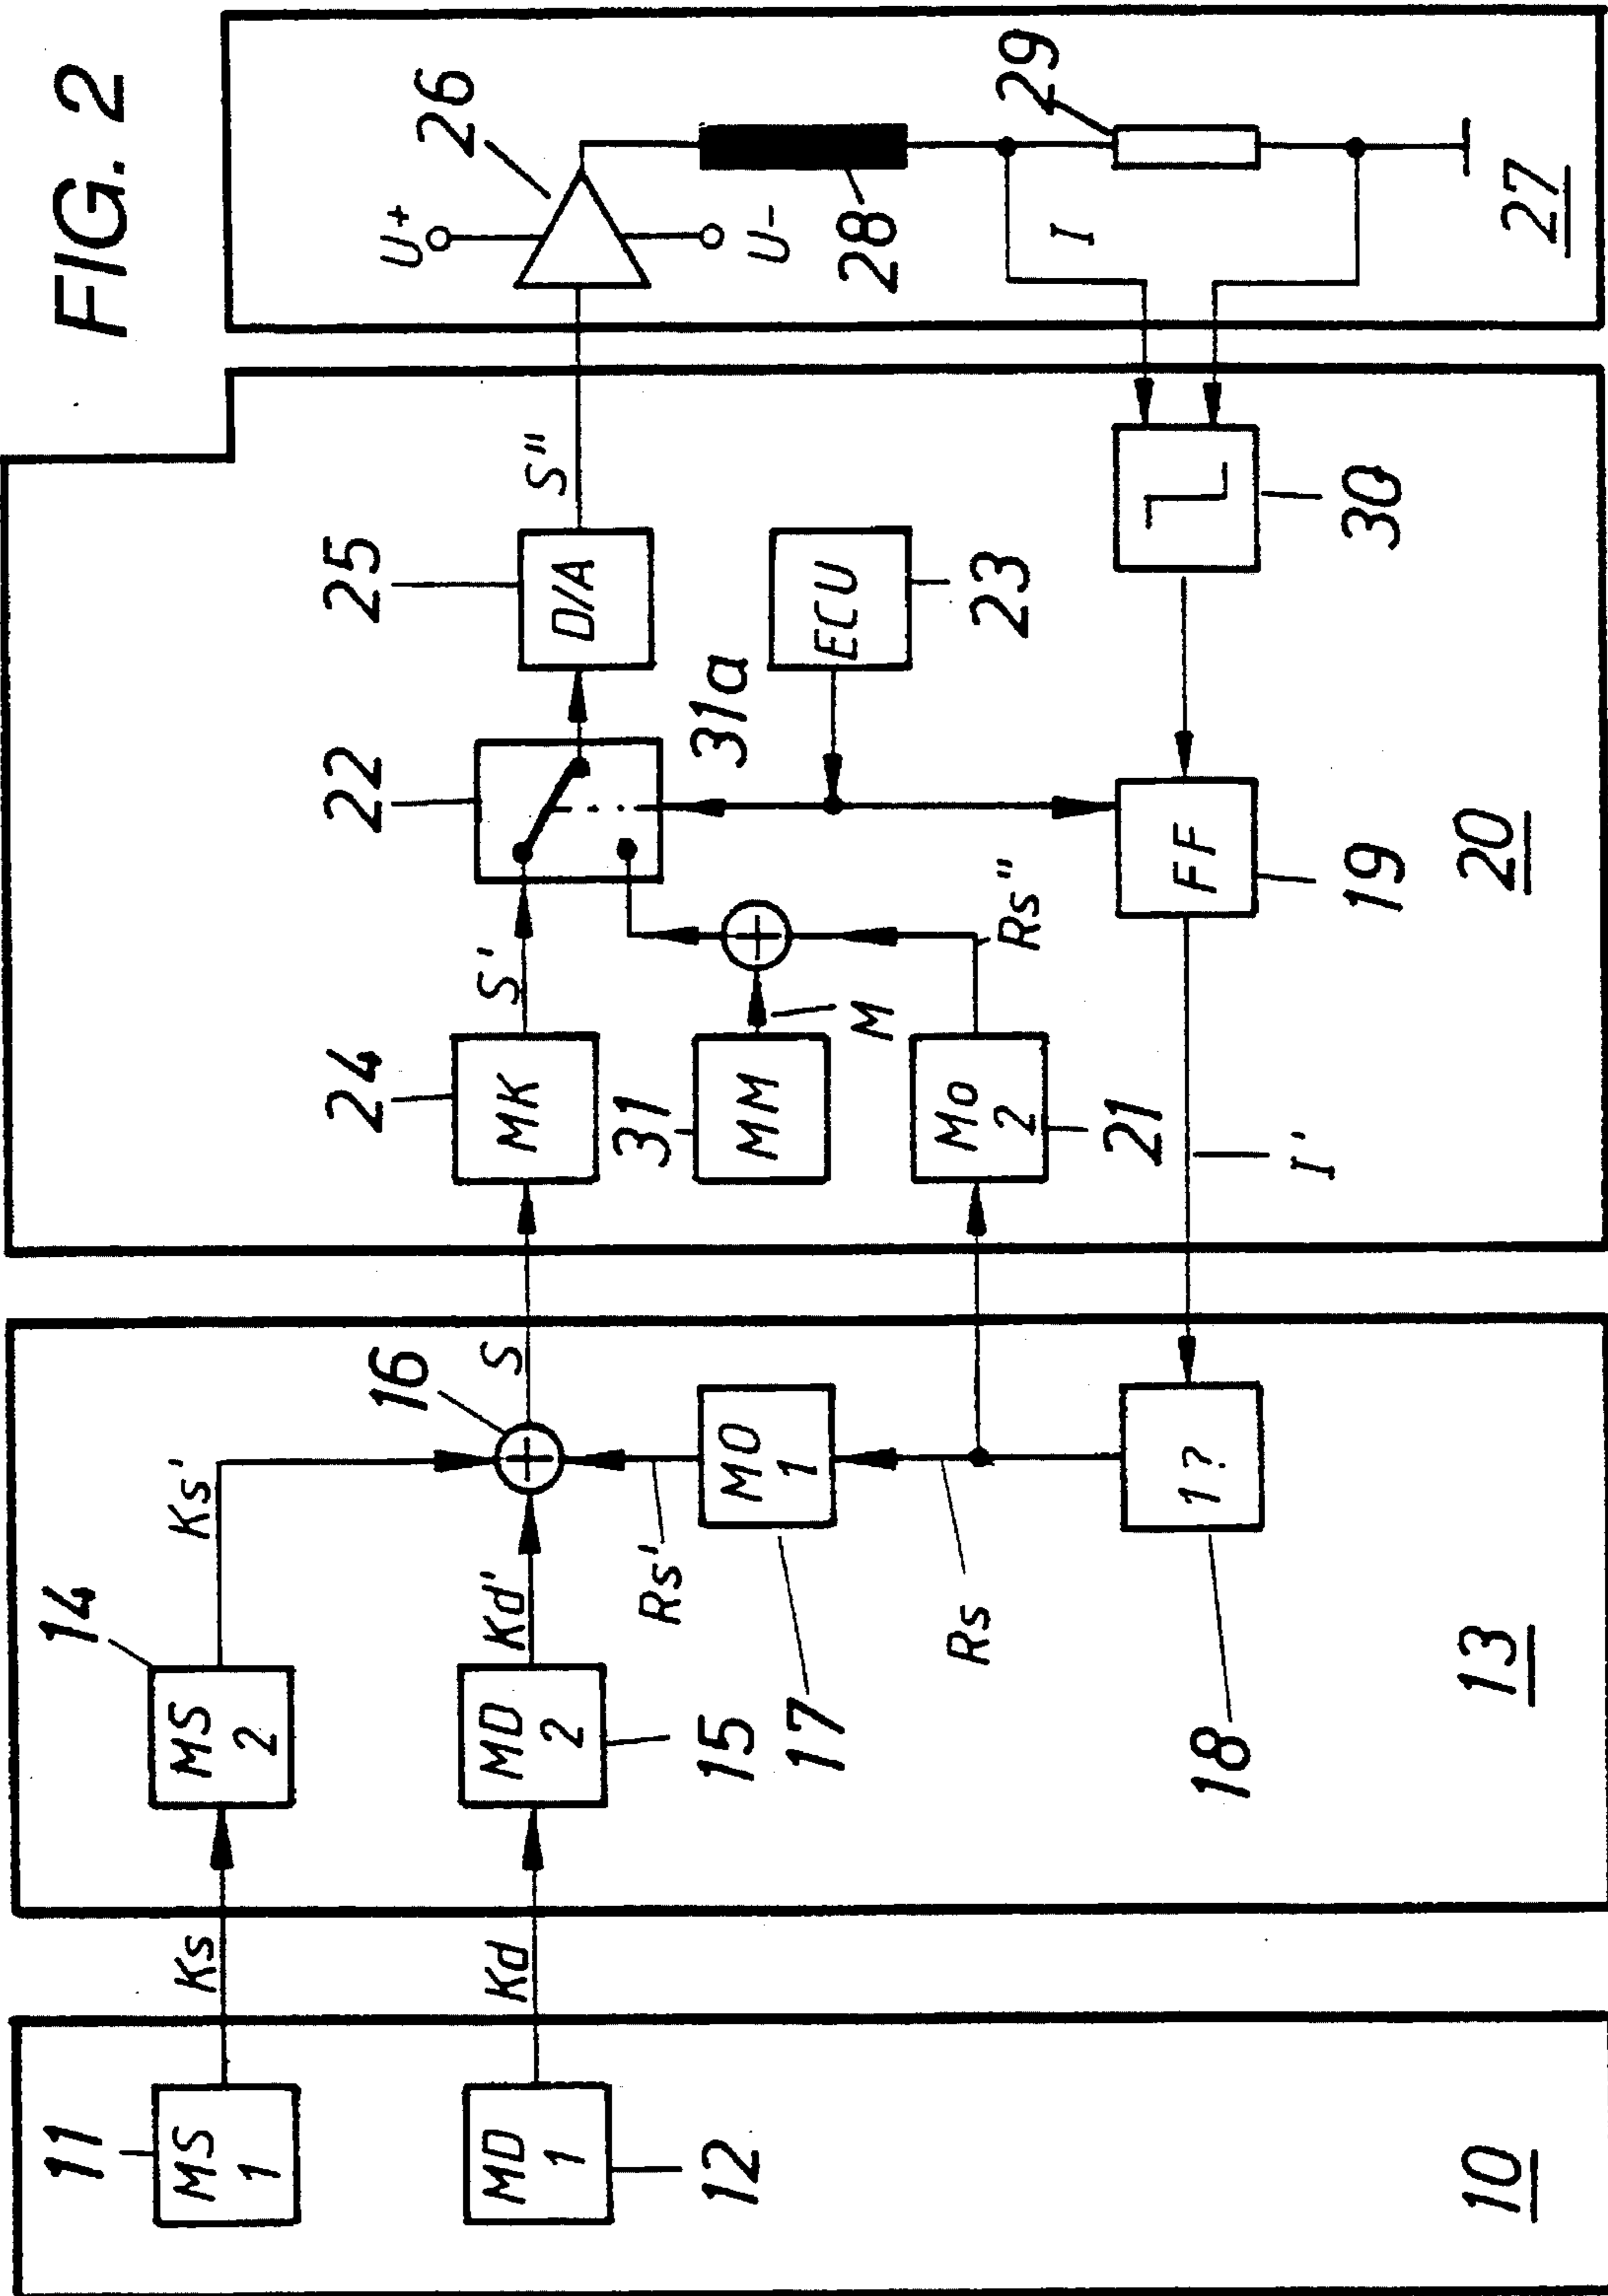 FIG. 2
11
MS
1
Ks
14
MS
2
Ks'
12
MD
1
Kd
15
MD
2
Kd'
16
S
Rs'
MO
1
17
Rs
1?
18
10
13
24
MK
S'
22
25
D/A
S"
31
MM
M
31a
ECU
23
Mo
2
21
Rs"
FF
19
I'
30
20
26
U+
U-
28
I
29
27